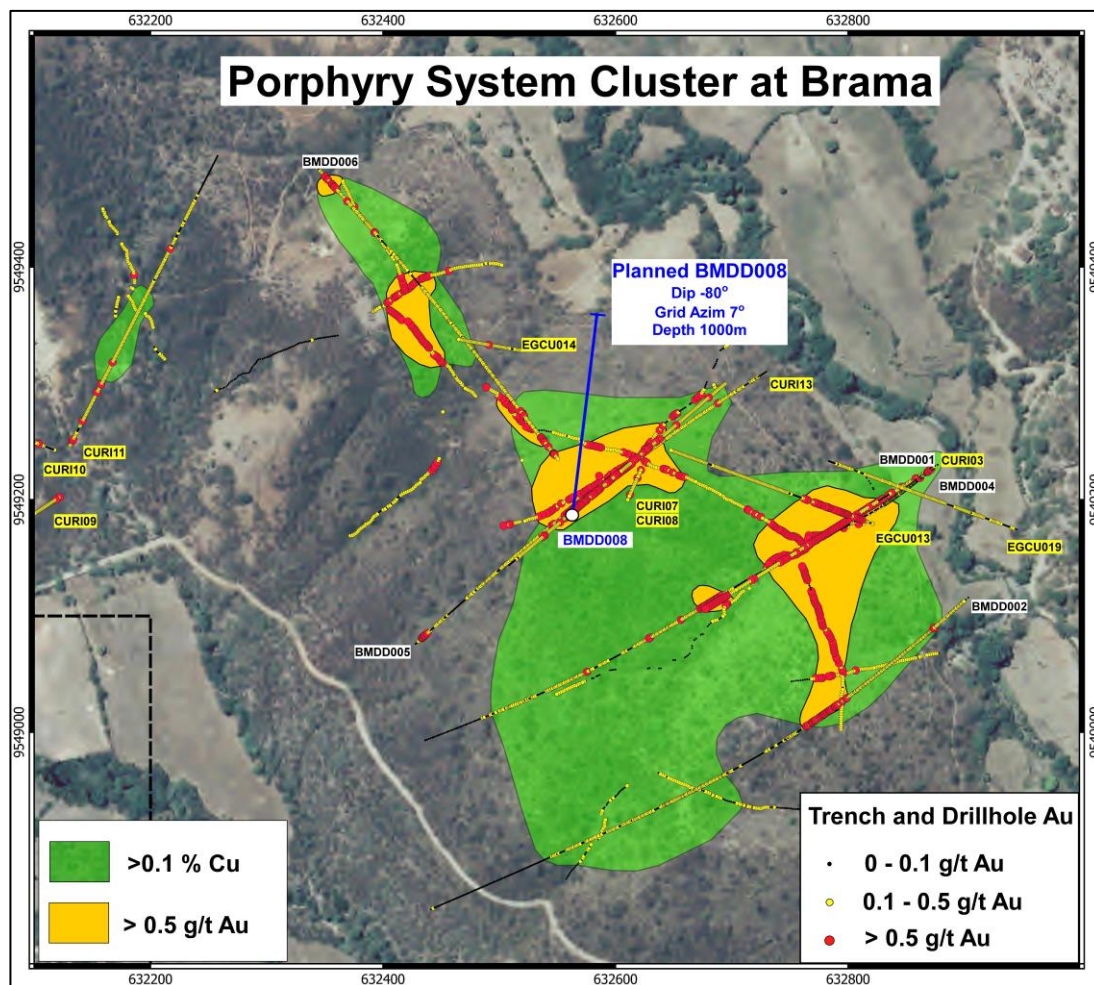 632200 632400 632600 632800
Porphyry System Cluster at Brama
BMDD006
9549400
9549400
Planned BMDD008
Dip -80°
Grid Azim 7°
Depth 1000m
EGCU014
CURI13
CURI11
CURI10
BMDD001
CURI03
BMDD004
CURI09
9549200
9549200
CURI07
CURI08
BMDD008
EGCU013
EGCU019
BMDD002
BMDD005
9549000
9549000
>0.1 % Cu
> 0.5 g/t Au
Trench and Drillhole Au
0 - 0.1 g/t Au
0.1 - 0.5 g/t Au
> 0.5 g/t Au
632200 632400 632600 632800